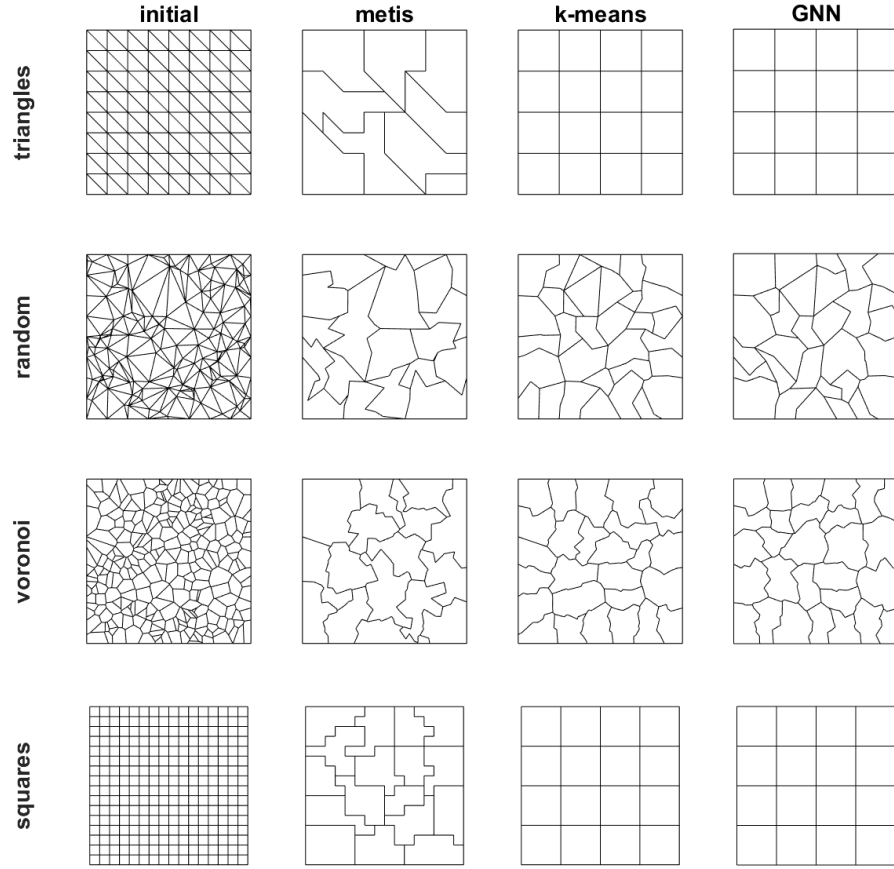 initial metis k-means GNN
triangles
random
voronoi
squares